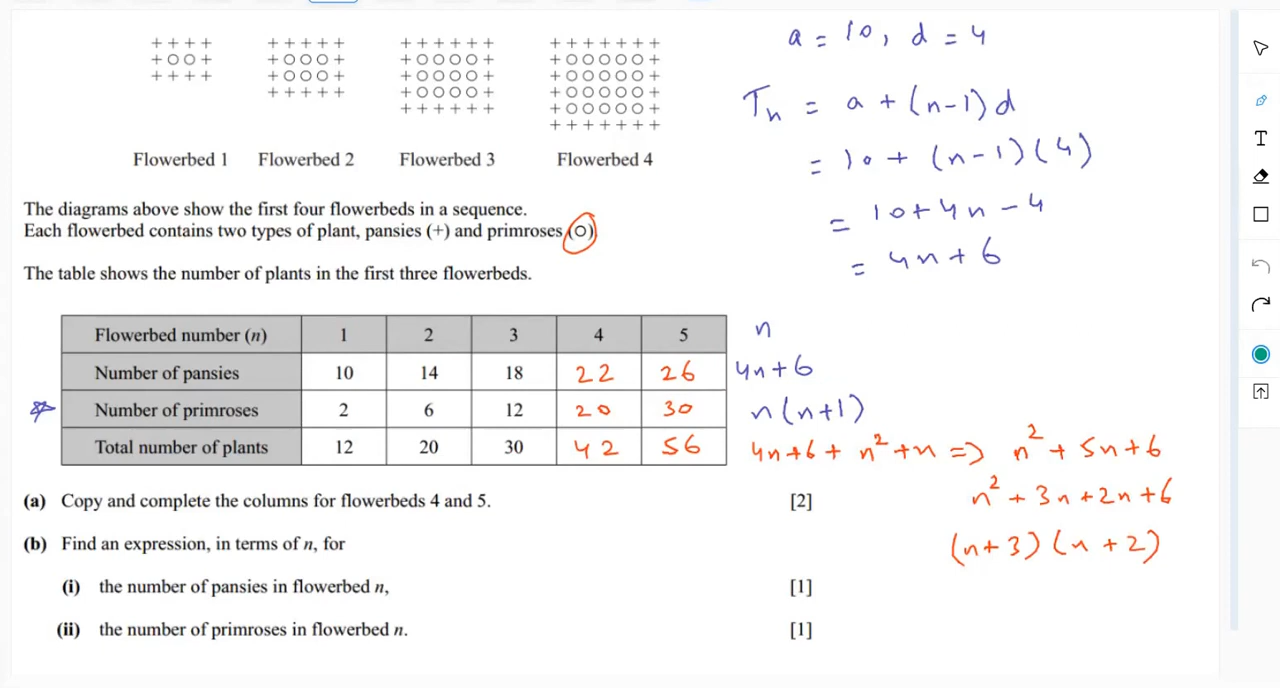 + + + + + + + + + + + + + + + + + + + + + +
+ O O + + O O O + + O O O O + + O O O O O +
+ + + + + O O O + + O O O O + + O O O O O +
+ + + + + + O O O O + + O O O O O +
+ + + + + + + O O O O O +
+ + + + + + +
Flowerbed 1 Flowerbed 2 Flowerbed 3 Flowerbed 4
a = 10, d = 4
Tn = a + (n-1) d
= 10 + (n-1)(4)
= 10 + 4n - 4
= 4n + 6
The diagrams above show the first four flowerbeds in a sequence.
Each flowerbed contains two types of plant, pansies (+) and primroses (O).
The table shows the number of plants in the first three flowerbeds.
Flowerbed number (n) 1 2 3 4 5 n
Number of pansies 10 14 18 22 26 4n+6
Number of primroses 2 6 12 20 30 n(n+1)
Total number of plants 12 20 30 42 56 4n+6 + n²+n => n² + 5n + 6
n² + 3n + 2n + 6
(n+3)(n+2)
(a) Copy and complete the columns for flowerbeds 4 and 5. [2]
(b) Find an expression, in terms of n, for
(i) the number of pansies in flowerbed n, [1]
(ii) the number of primroses in flowerbed n. [1]
T